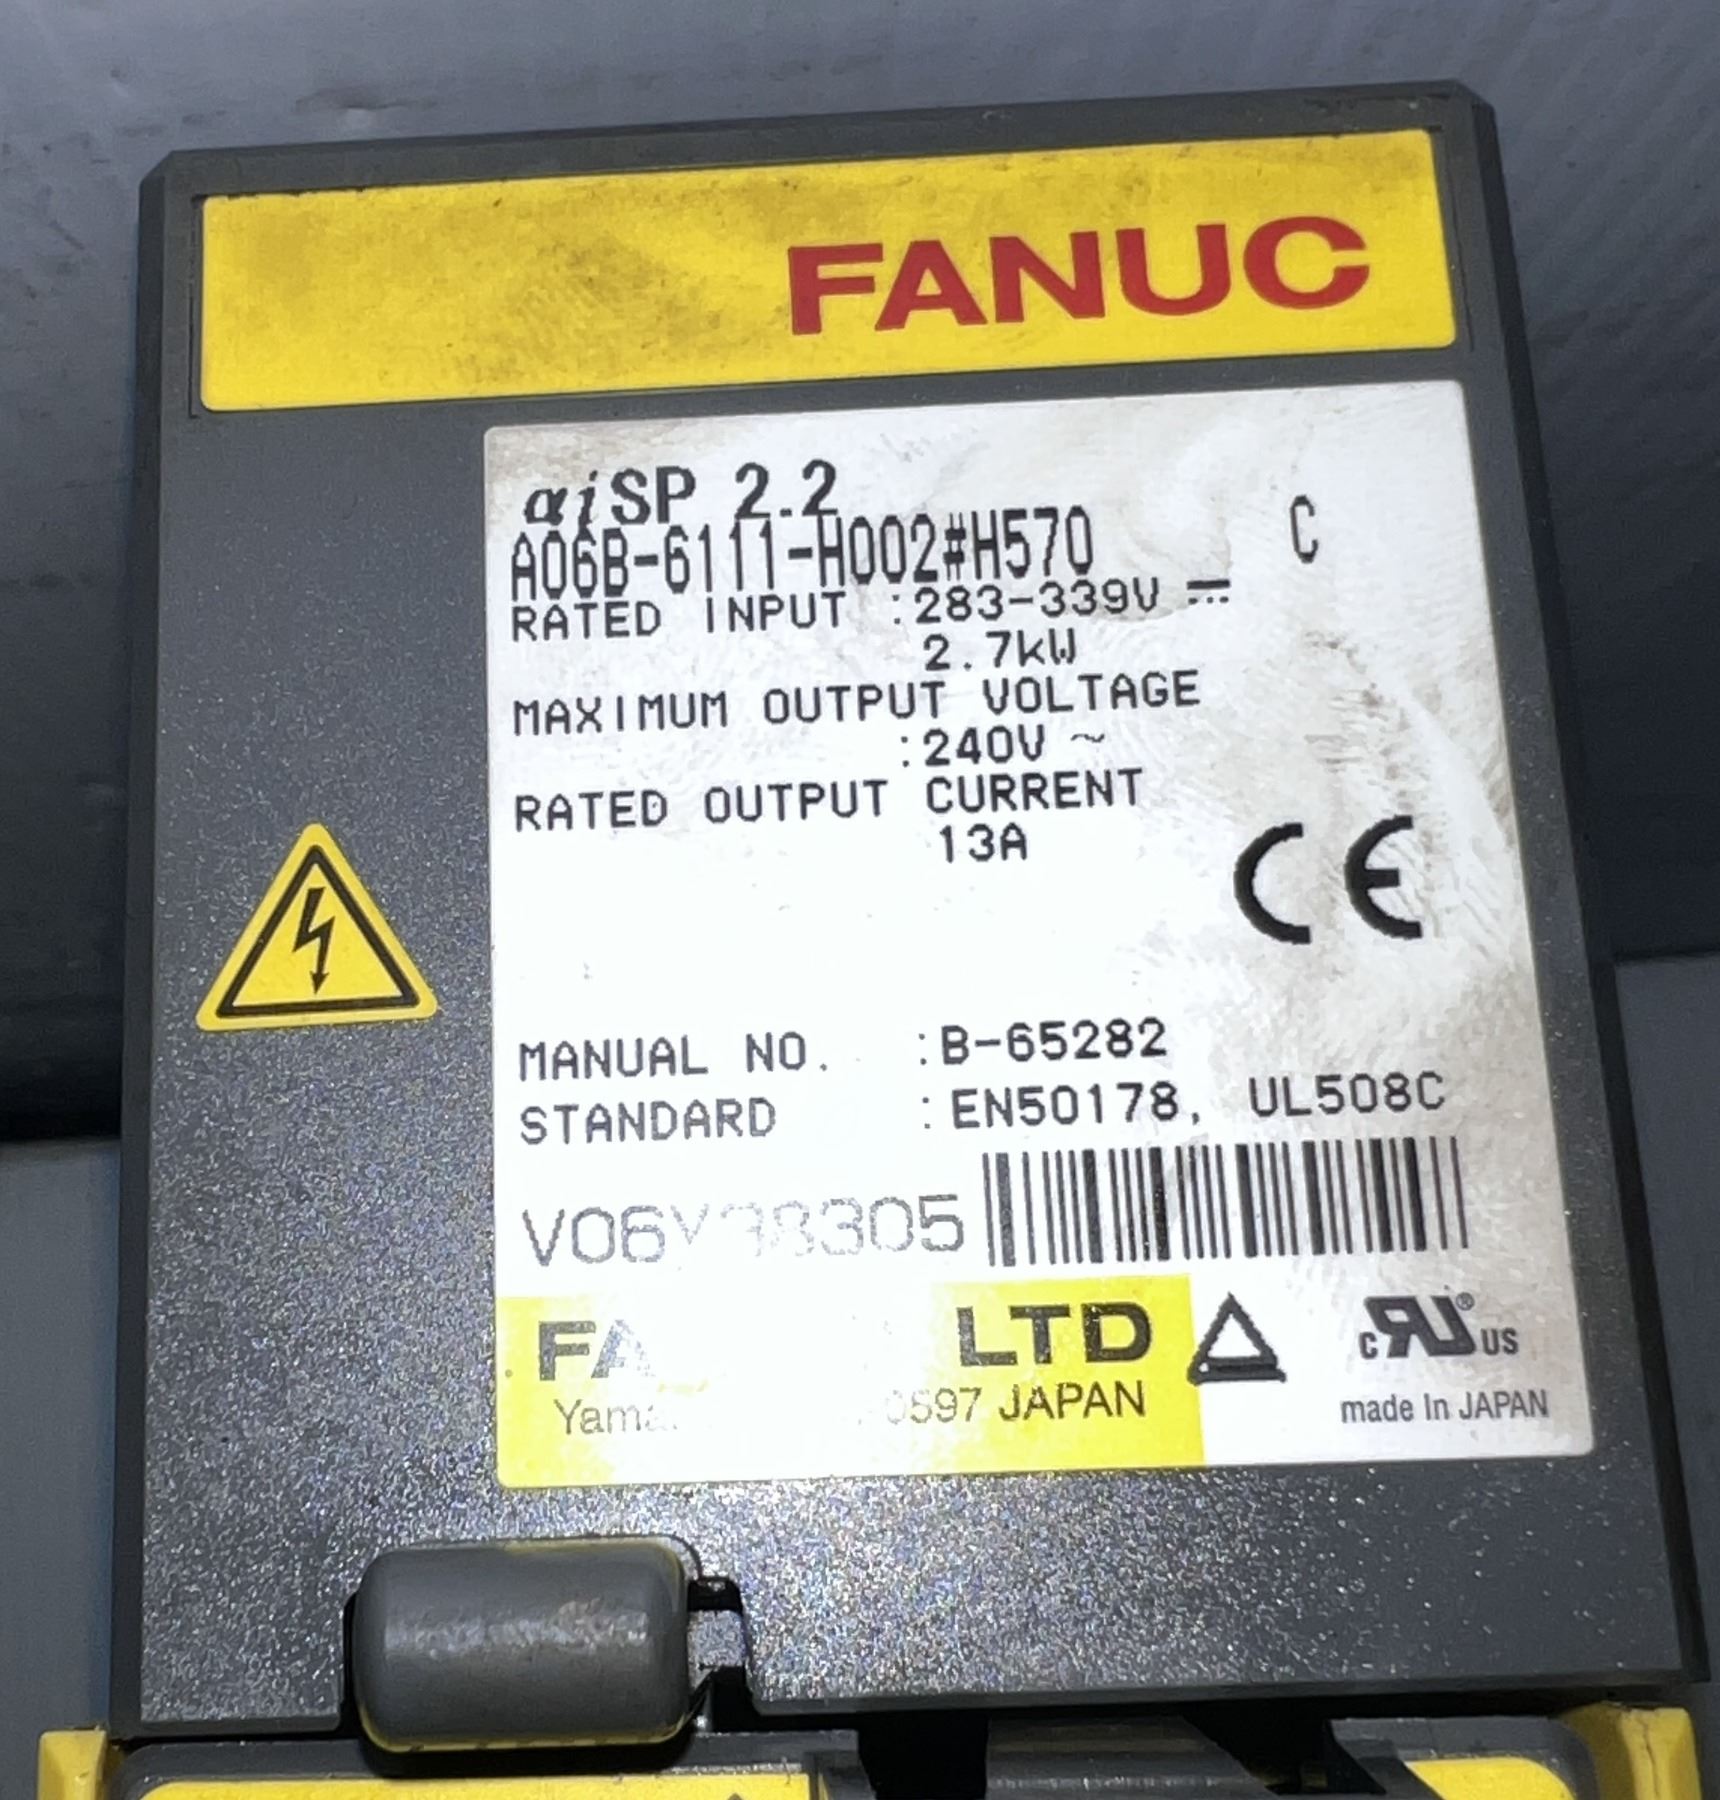 FANUC
αiSP 2.2
A06B-6111-H002#H570 C
RATED INPUT :283-339V ⎓
2.7kW
MAXIMUM OUTPUT VOLTAGE
:240V ~
RATED OUTPUT CURRENT
13A
CE
MANUAL NO. :B-65282
STANDARD :EN50178, UL508C
LTD
JAPAN
c RU ® US
made In JAPAN